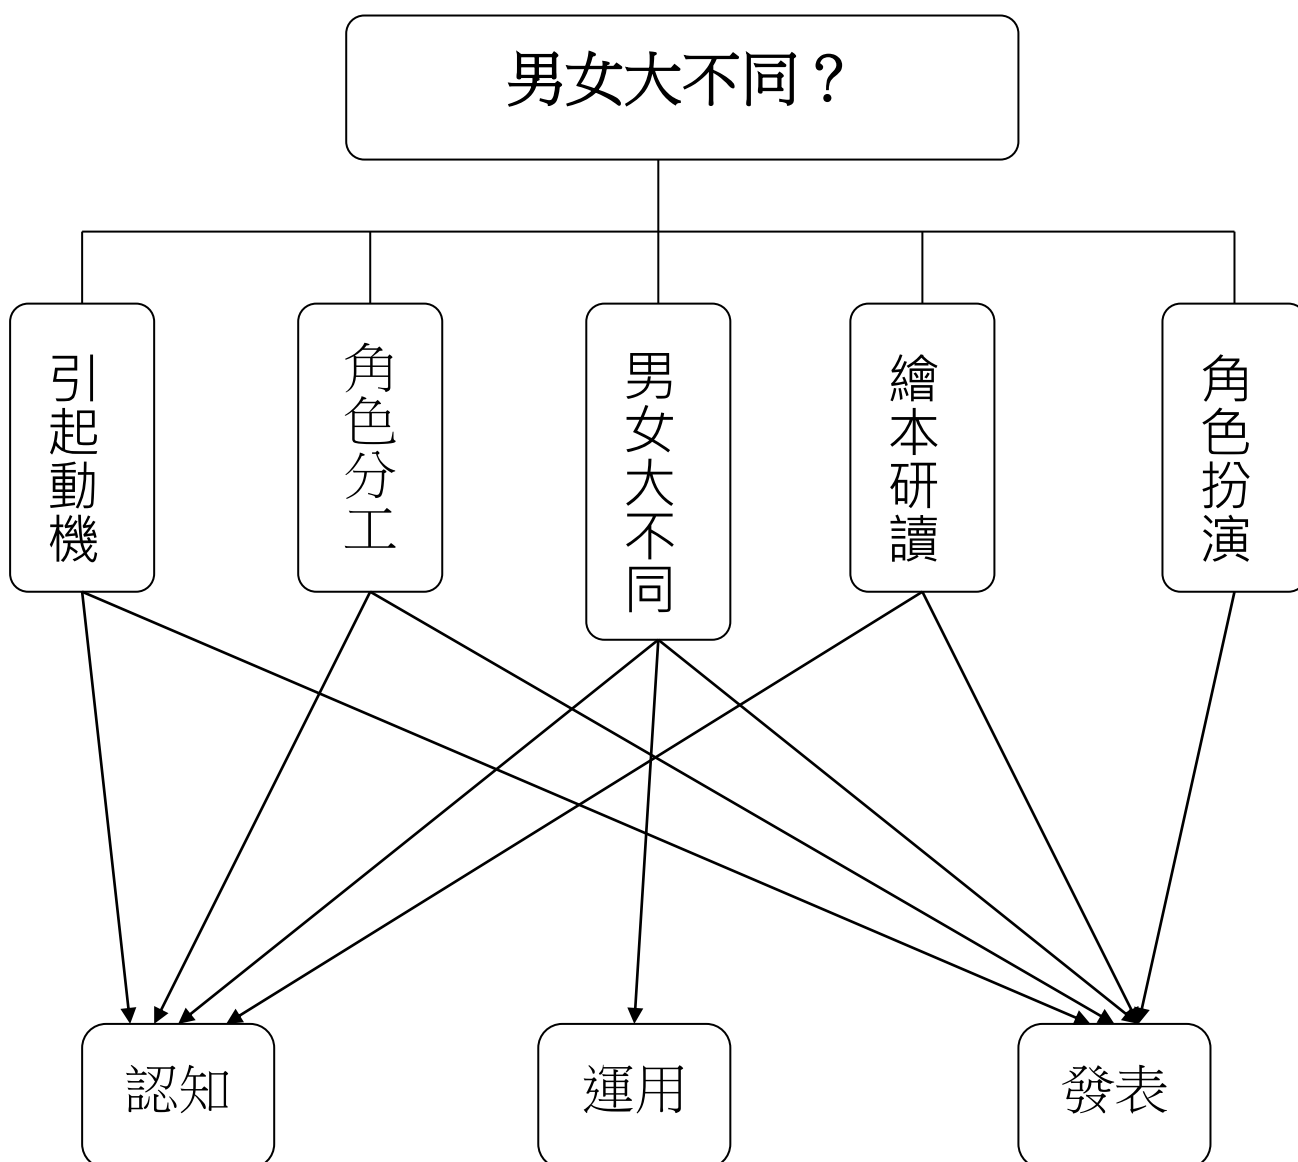 男女大不同？
引起動機
角色分工
男女大不同
繪本研讀
角色扮演
認知
運用
發表